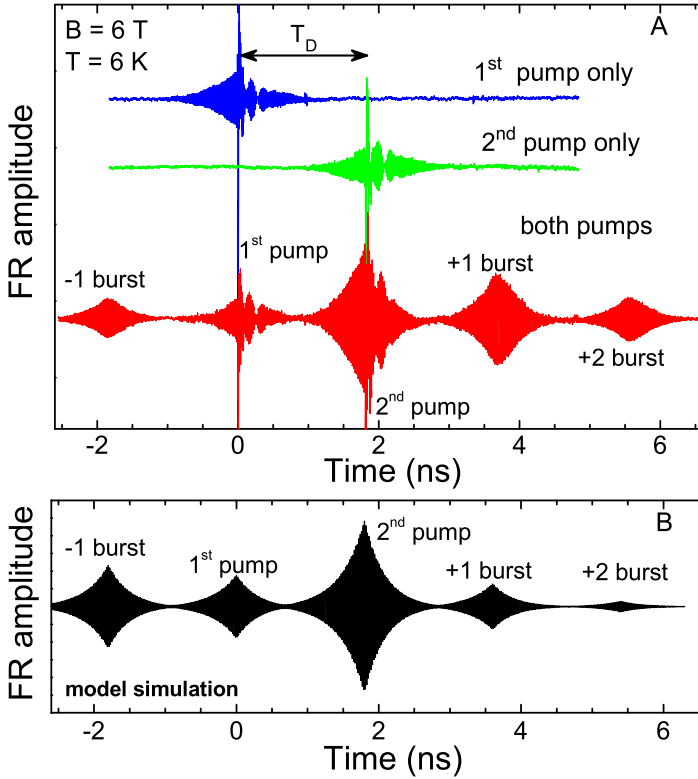 B = 6 T
T = 6 K
T_D
A
1st pump only
2nd pump only
both pumps
1st pump
-1 burst
+1 burst
+2 burst
2nd pump
FR amplitude
-2 0 2 4 6
Time (ns)
B
2nd pump
-1 burst
1st pump
+1 burst
+2 burst
model simulation
FR amplitude
-2 0 2 4 6
Time (ns)